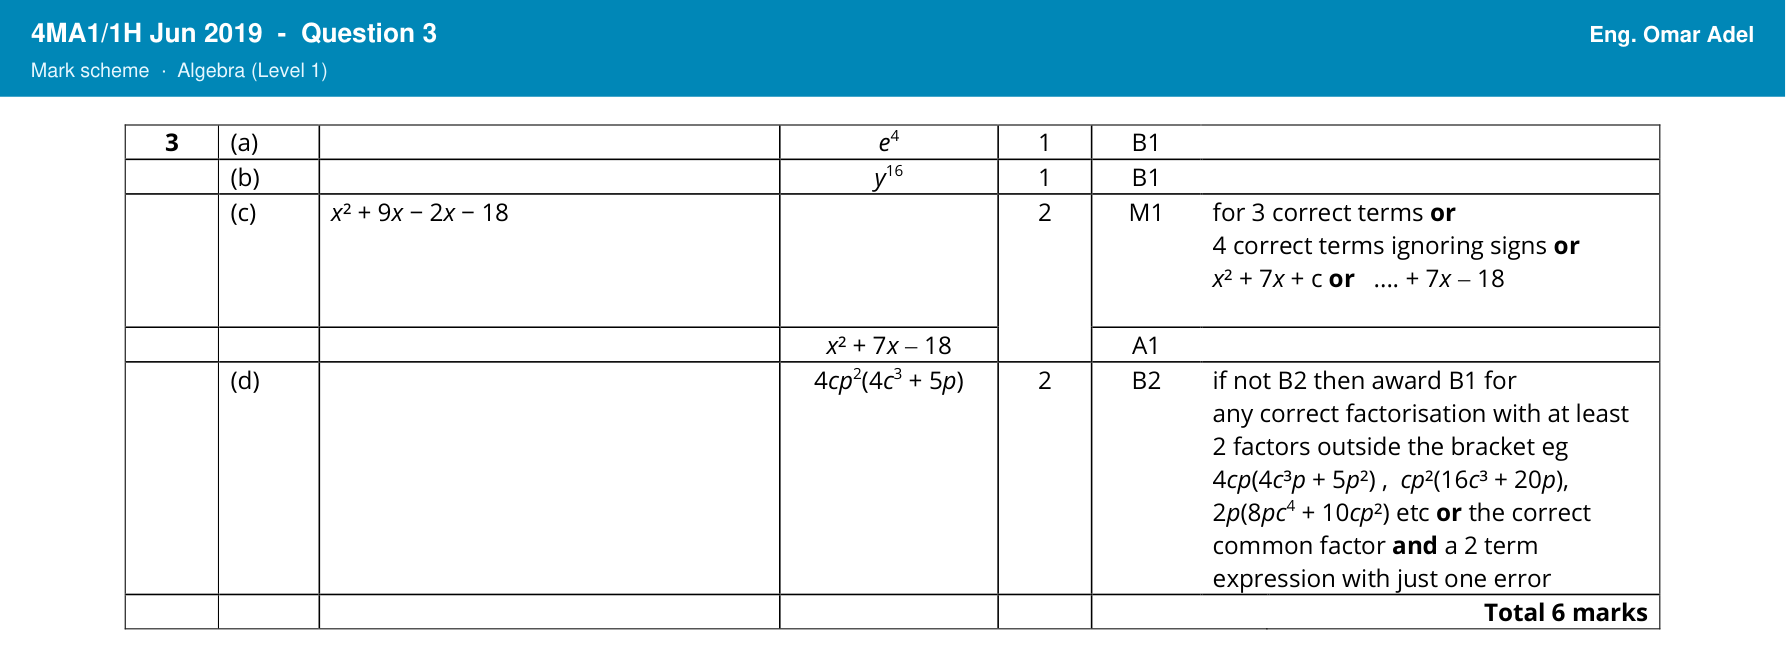 4MA1/1H Jun 2019 - Question 3
Eng. Omar Adel
Mark scheme · Algebra (Level 1)
3 (a) e⁴ 1 B1
(b) y¹⁶ 1 B1
(c) x² + 9x − 2x − 18 2 M1 for 3 correct terms or
4 correct terms ignoring signs or
x² + 7x + c or .... + 7x – 18
x² + 7x – 18 A1
(d) 4cp²(4c³ + 5p) 2 B2 if not B2 then award B1 for
any correct factorisation with at least
2 factors outside the bracket eg
4cp(4c³p + 5p²) , cp²(16c³ + 20p),
2p(8pc⁴ + 10cp²) etc or the correct
common factor and a 2 term
expression with just one error
Total 6 marks